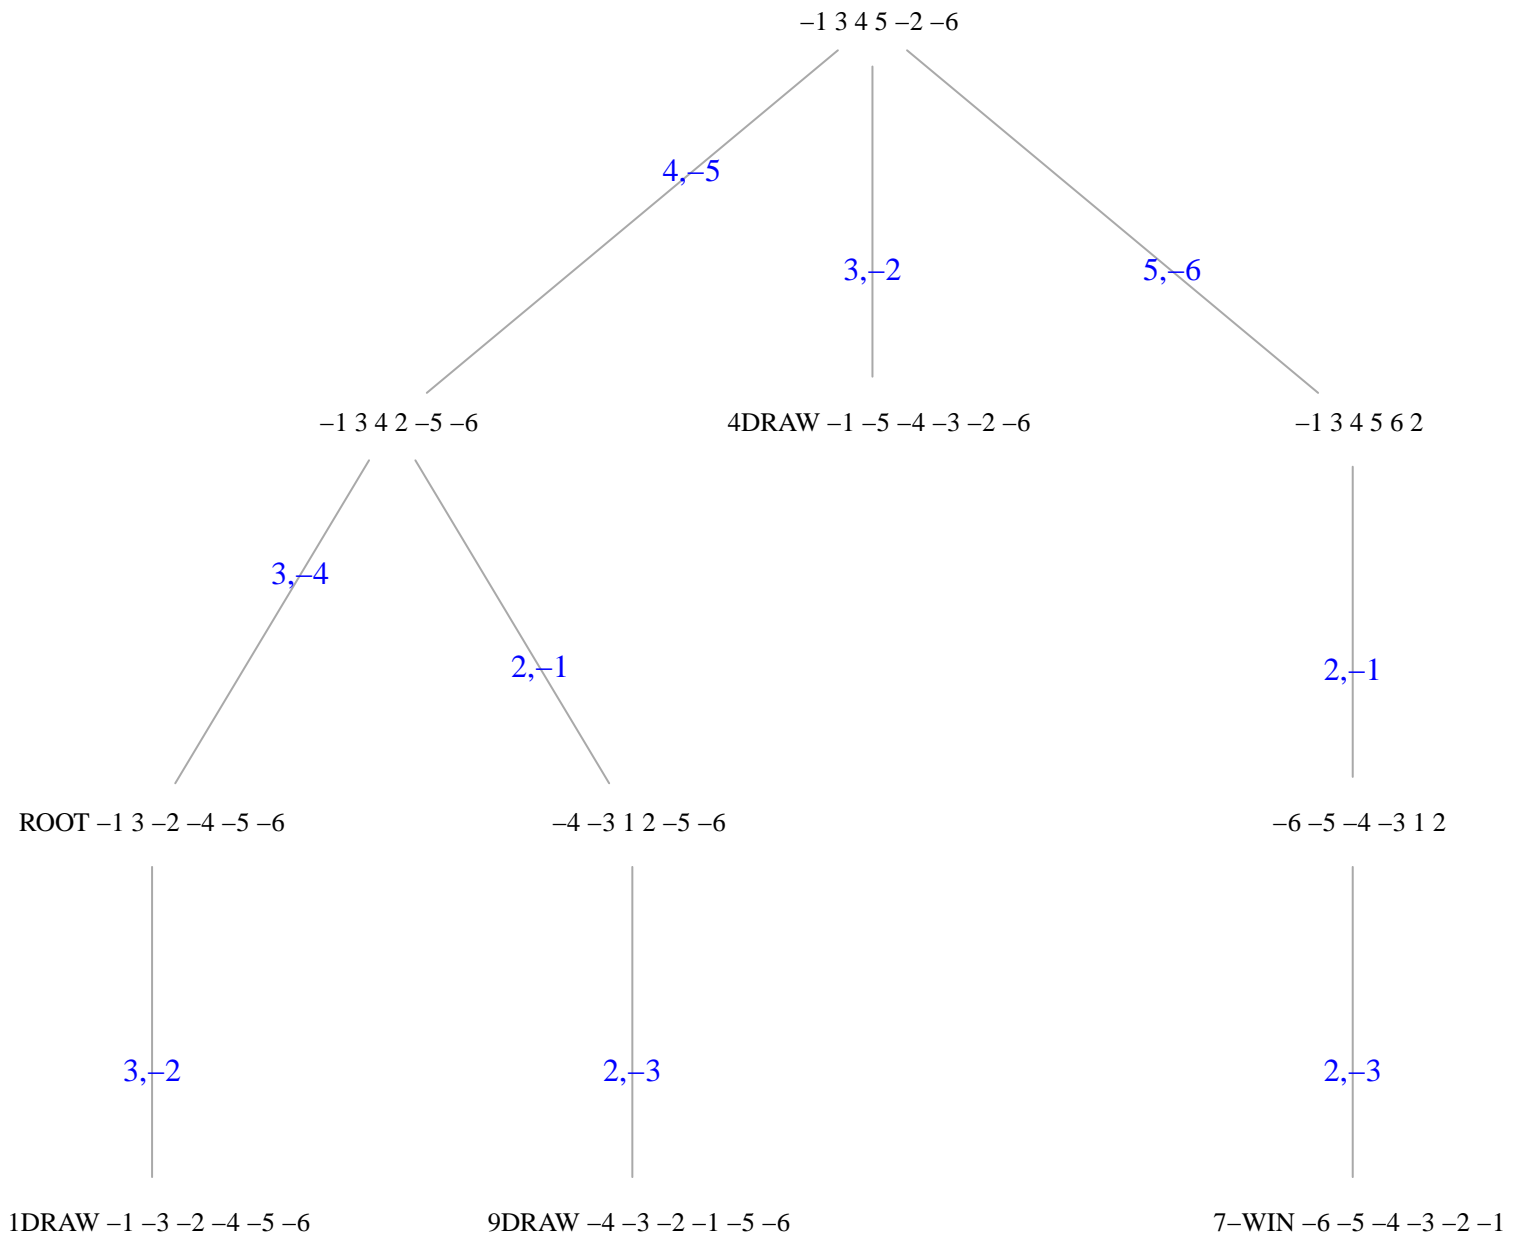 –1 3 4 5 –2 –6
4,–5
3,–2
5,–6
–1 3 4 2 –5 –6
4DRAW –1 –5 –4 –3 –2 –6
–1 3 4 5 6 2
3,–4
2,–1
2,–1
ROOT –1 3 –2 –4 –5 –6
–4 –3 1 2 –5 –6
–6 –5 –4 –3 1 2
3,–2
2,–3
2,–3
1DRAW –1 –3 –2 –4 –5 –6
9DRAW –4 –3 –2 –1 –5 –6
7–WIN –6 –5 –4 –3 –2 –1